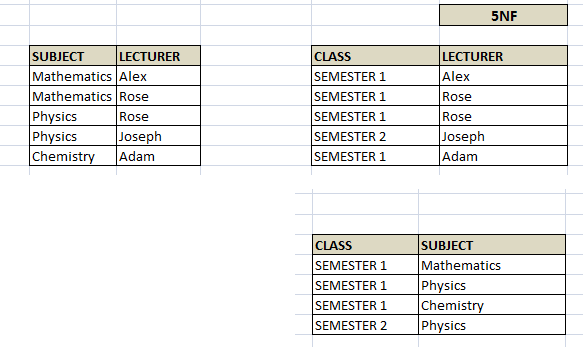 5NF
SUBJECT LECTURER
Mathematics Alex
Mathematics Rose
Physics Rose
Physics Joseph
Chemistry Adam
CLASS LECTURER
SEMESTER 1 Alex
SEMESTER 1 Rose
SEMESTER 1 Rose
SEMESTER 2 Joseph
SEMESTER 1 Adam
CLASS SUBJECT
SEMESTER 1 Mathematics
SEMESTER 1 Physics
SEMESTER 1 Chemistry
SEMESTER 2 Physics